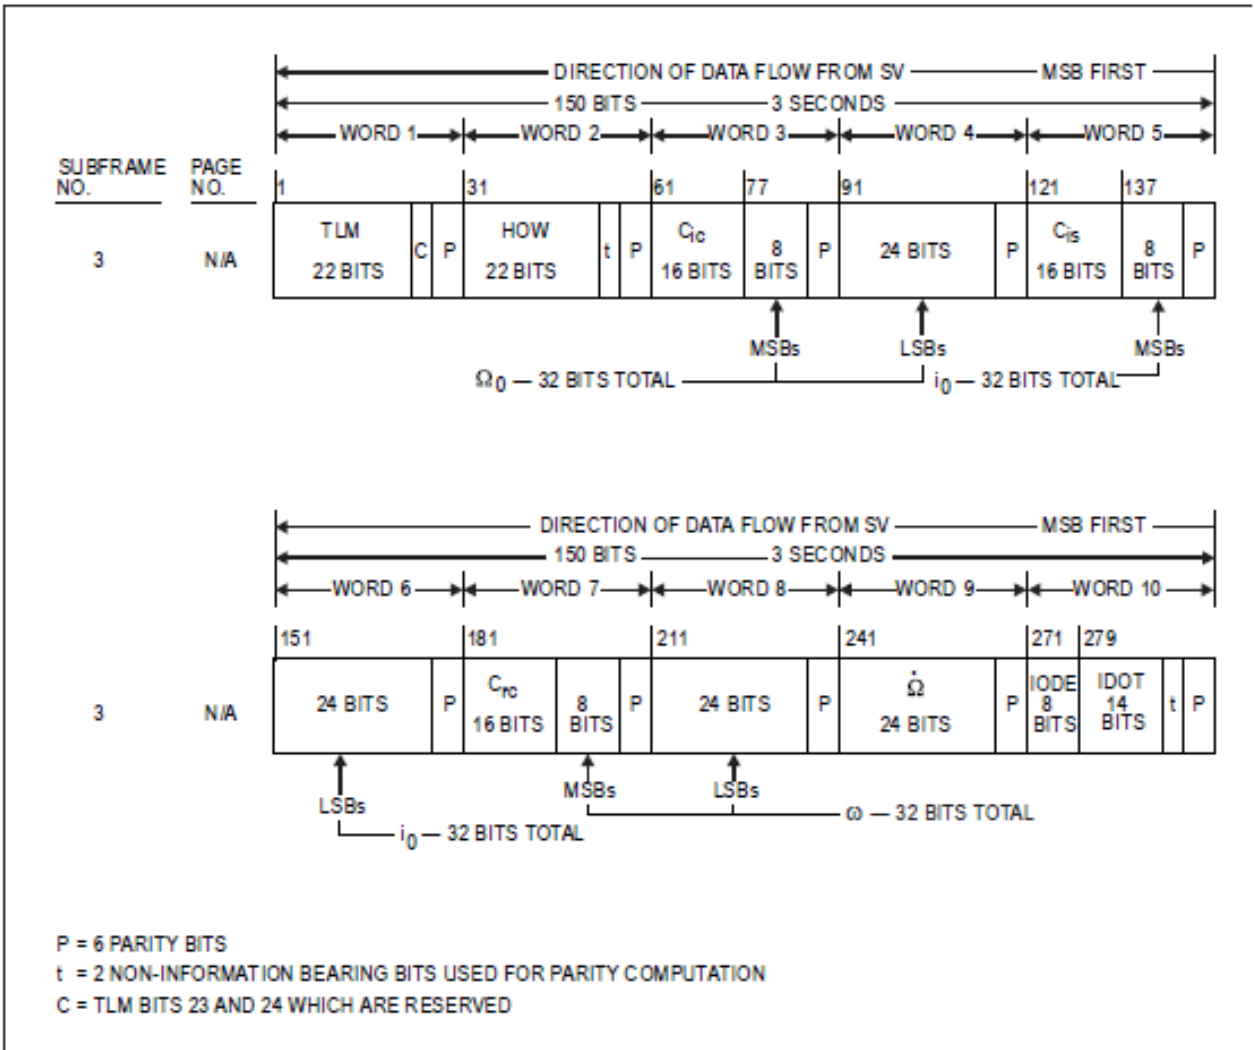 DIRECTION OF DATA FLOW FROM SV MSB FIRST
150 BITS 3 SECONDS
WORD 1 WORD 2 WORD 3 WORD 4 WORD 5
SUBFRAME NO. PAGE NO. 1 31 61 77 91 121 137
3 N/A TLM 22 BITS C P HOW 22 BITS t P Cic 16 BITS 8 BITS P 24 BITS P Cis 16 BITS 8 BITS P
MSBs LSBs MSBs
Ω0 — 32 BITS TOTAL i0 — 32 BITS TOTAL
DIRECTION OF DATA FLOW FROM SV MSB FIRST
150 BITS 3 SECONDS
WORD 6 WORD 7 WORD 8 WORD 9 WORD 10
151 181 211 241 271 279
3 N/A 24 BITS P Crc 16 BITS 8 BITS P 24 BITS P Ω̇ 24 BITS P IODE 8 BITS IDOT 14 BITS t P
LSBs MSBs LSBs
i0 — 32 BITS TOTAL ω — 32 BITS TOTAL
P = 6 PARITY BITS
t = 2 NON-INFORMATION BEARING BITS USED FOR PARITY COMPUTATION
C = TLM BITS 23 AND 24 WHICH ARE RESERVED